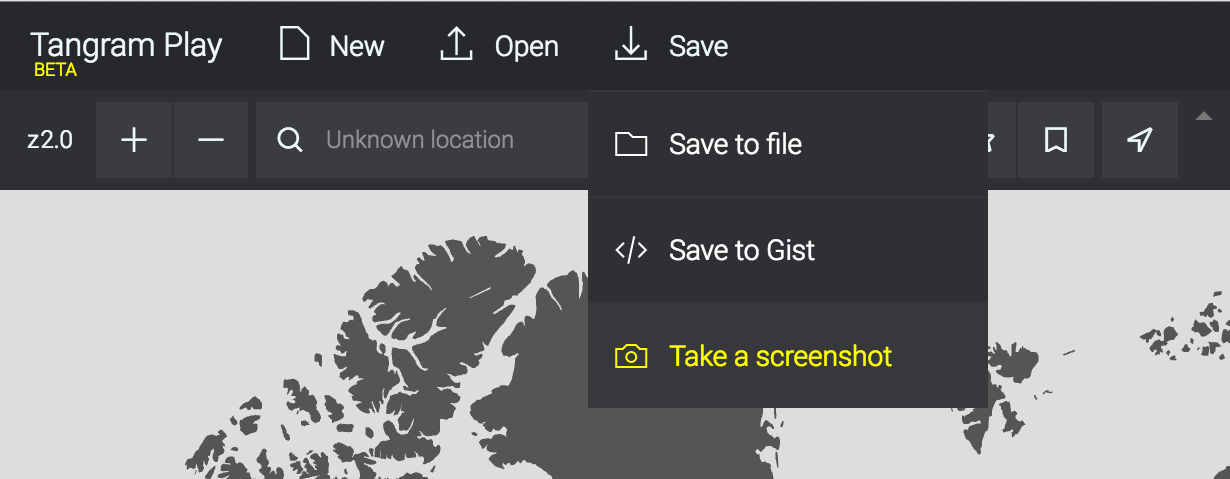 Tangram Play
BETA
New
Open
Save
z2.0
Unknown location
Save to file
Save to Gist
Take a screenshot